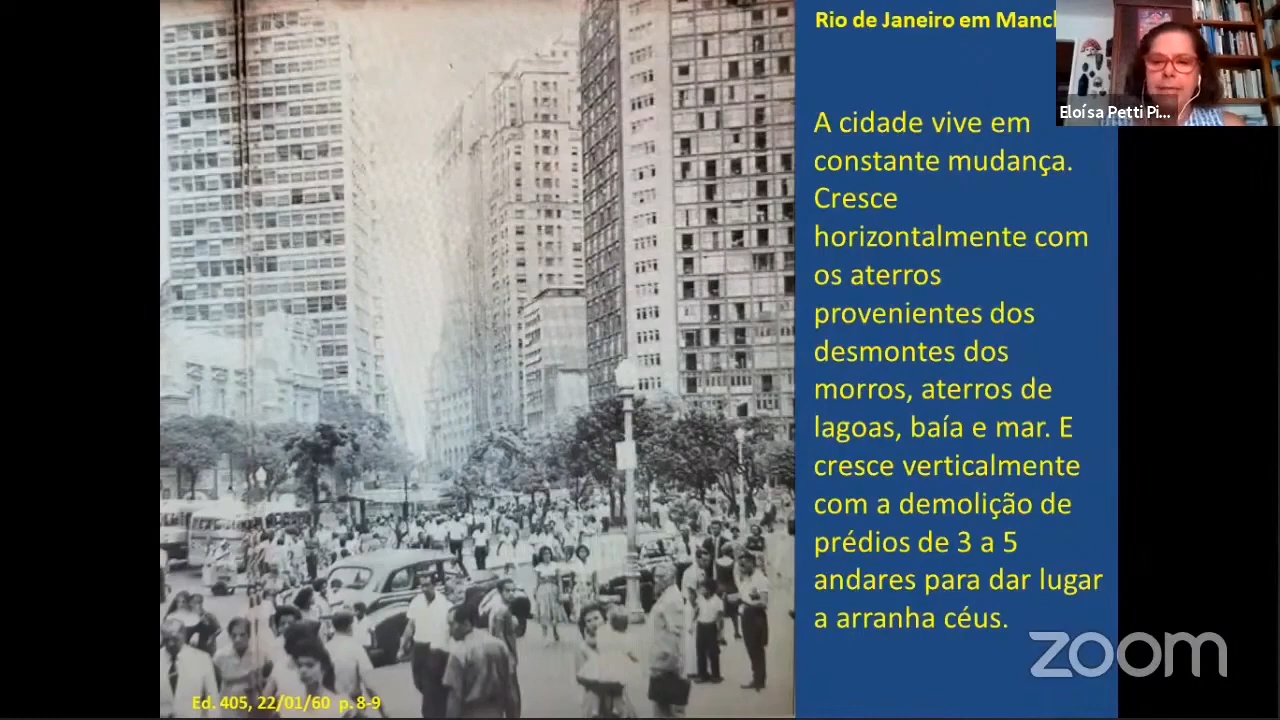 Rio de Janeiro em Manc
Eloísa Petti Pi...
A cidade vive em
constante mudança.
Cresce
horizontalmente com
os aterros
provenientes dos
desmontes dos
morros, aterros de
lagoas, baía e mar. E
cresce verticalmente
com a demolição de
prédios de 3 a 5
andares para dar lugar
a arranha céus.
zoom
Ed. 405, 22/01/60 p.8-9